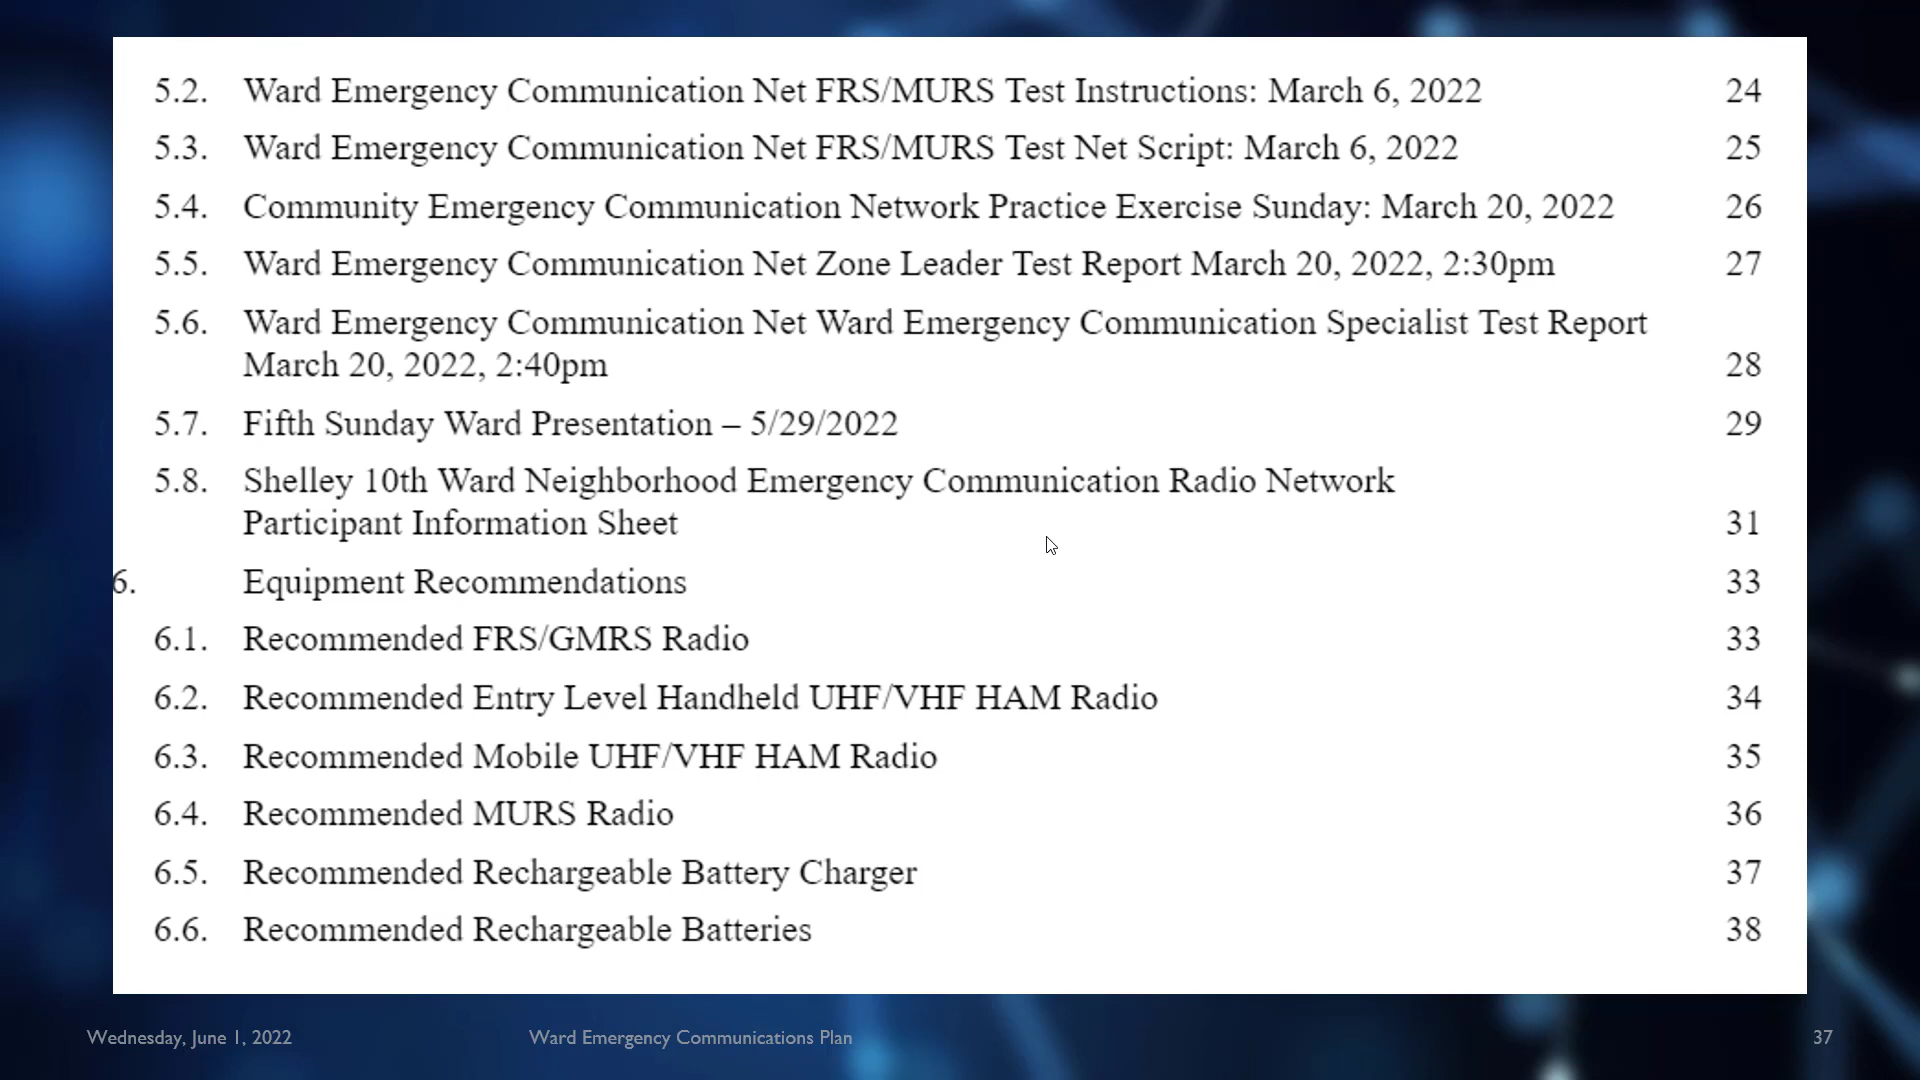 5.2. Ward Emergency Communication Net FRS/MURS Test Instructions: March 6, 2022 24
5.3. Ward Emergency Communication Net FRS/MURS Test Net Script: March 6, 2022 25
5.4. Community Emergency Communication Network Practice Exercise Sunday: March 20, 2022 26
5.5. Ward Emergency Communication Net Zone Leader Test Report March 20, 2022, 2:30pm 27
5.6. Ward Emergency Communication Net Ward Emergency Communication Specialist Test Report
March 20, 2022, 2:40pm 28
5.7. Fifth Sunday Ward Presentation – 5/29/2022 29
5.8. Shelley 10th Ward Neighborhood Emergency Communication Radio Network
Participant Information Sheet 31
6. Equipment Recommendations 33
6.1. Recommended FRS/GMRS Radio 33
6.2. Recommended Entry Level Handheld UHF/VHF HAM Radio 34
6.3. Recommended Mobile UHF/VHF HAM Radio 35
6.4. Recommended MURS Radio 36
6.5. Recommended Rechargeable Battery Charger 37
6.6. Recommended Rechargeable Batteries 38
Wednesday, June 1, 2022 Ward Emergency Communications Plan 37